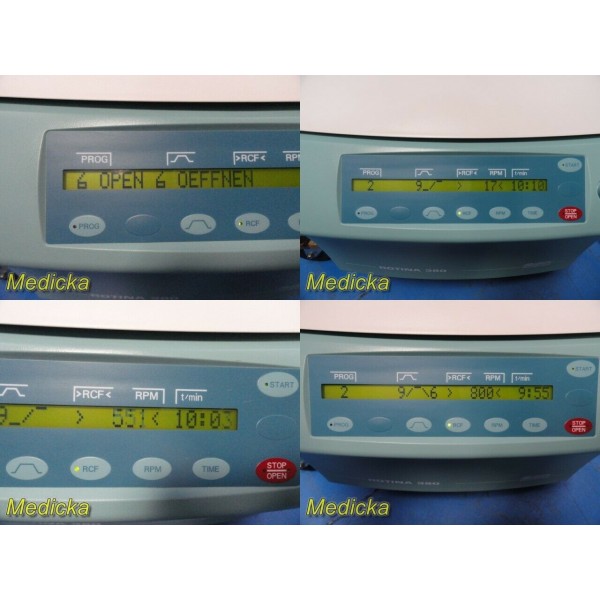 PROG >RCF< RPM
6 OPEN 6 OEFFNEN
PROG RCF
Medicka
PROG >RCF< RPM t/min
START
2 9_/‾ > 17< 10:10
PROG RCF RPM TIME
STOP
OPEN
ROTINA 380
Medicka
>RCF< RPM t/min
START
9_/‾ > 551< 10:03
RCF RPM TIME
STOP
OPEN
Medicka
PROG >RCF< RPM t/min
START
2 9/‾\6 > 800< 9:55
PROG RCF RPM TIME
STOP
OPEN
ROTINA 380
Medicka